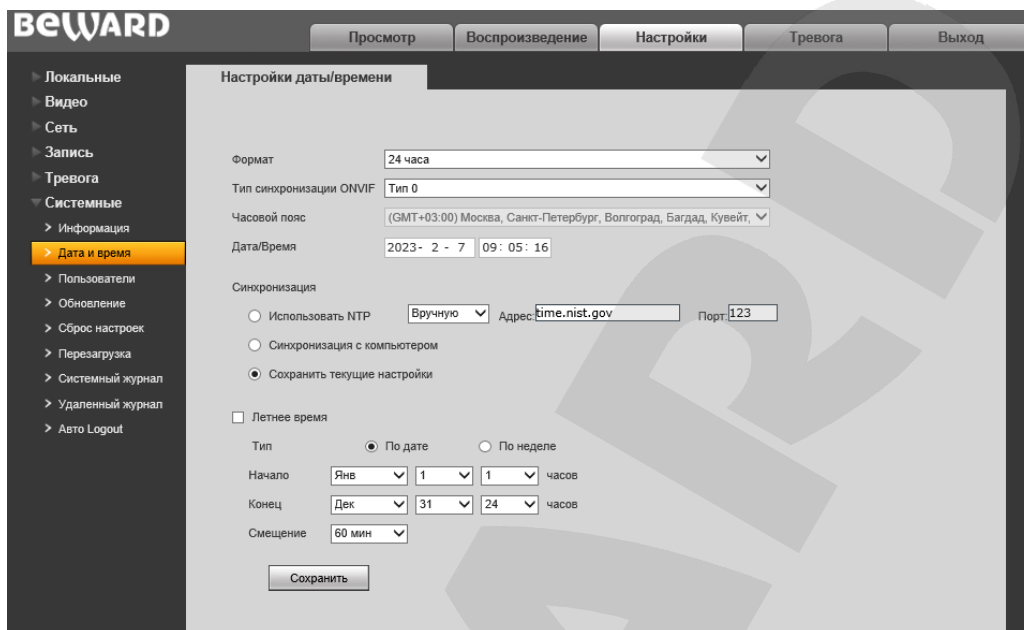 BEWARD
Просмотр Воспроизведение Настройки Тревога Выход
Локальные
Видео
Сеть
Запись
Тревога
Системные
Информация
Дата и время
Пользователи
Обновление
Сброс настроек
Перезагрузка
Системный журнал
Удаленный журнал
Авто Logout
Настройки даты/времени
Формат 24 часа
Тип синхронизации ONVIF Тип 0
Часовой пояс (GMT+03:00) Москва, Санкт-Петербург, Волгоград, Багдад, Кувейт,
Дата/Время 2023- 2 - 7 09: 05: 16
Синхронизация
Использовать NTP Вручную Адрес: time.nist.gov Порт: 123
Синхронизация с компьютером
Сохранить текущие настройки
Летнее время
Тип По дате По неделе
Начало Янв 1 1 часов
Конец Дек 31 24 часов
Смещение 60 мин
Сохранить